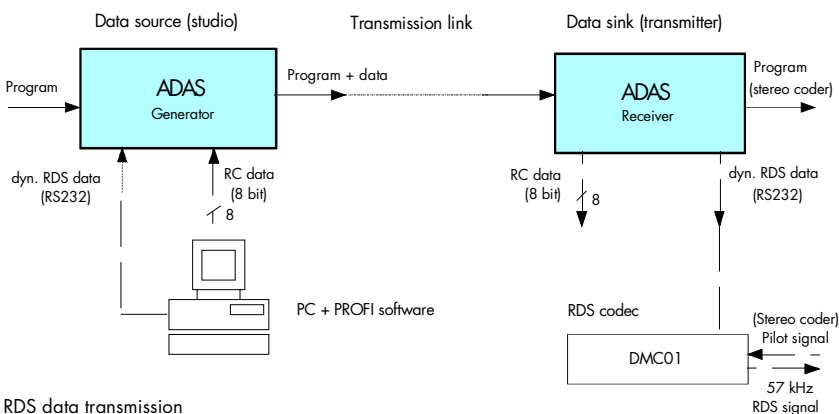 Data source (studio)
Transmission link
Data sink (transmitter)
Program
ADAS
Generator
Program + data
ADAS
Receiver
Program
(stereo coder)
dyn. RDS data
(RS232)
RC data
(8 bit)
8
RC data
(8 bit)
8
dyn. RDS data
(RS232)
PC + PROFI software
RDS codec
DMC01
(Stereo coder)
Pilot signal
57 kHz
RDS signal
RDS data transmission